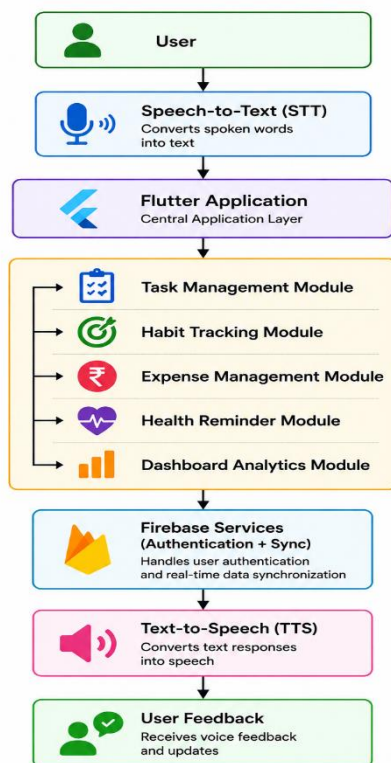 User
Speech-to-Text (STT)
Converts spoken words
into text
Flutter Application
Central Application Layer
Task Management Module
Habit Tracking Module
₹
Expense Management Module
Health Reminder Module
Dashboard Analytics Module
Firebase Services
(Authentication + Sync)
Handles user authentication
and real-time data synchronization
Text-to-Speech (TTS)
Converts text responses
into speech
User Feedback
Receives voice feedback
and updates